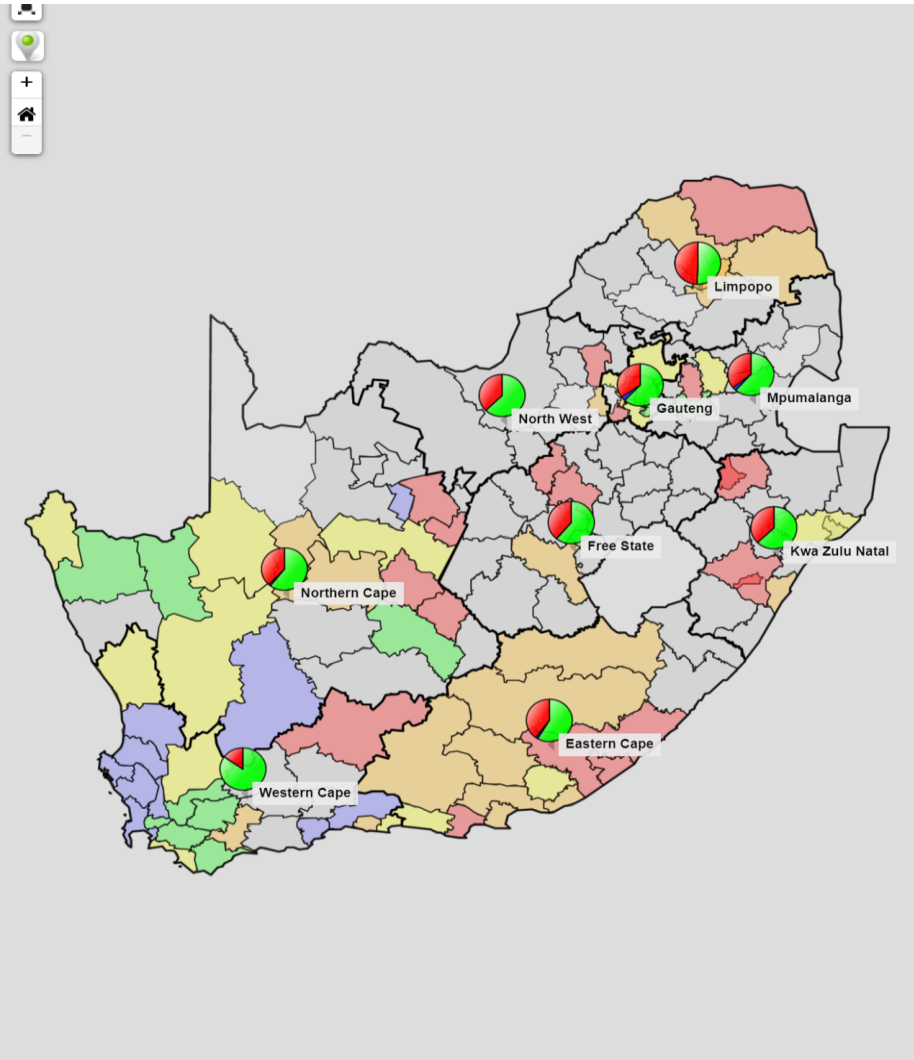 +
−
Limpopo
Mpumalanga
Gauteng
North West
Free State
Kwa Zulu Natal
Northern Cape
Eastern Cape
Western Cape